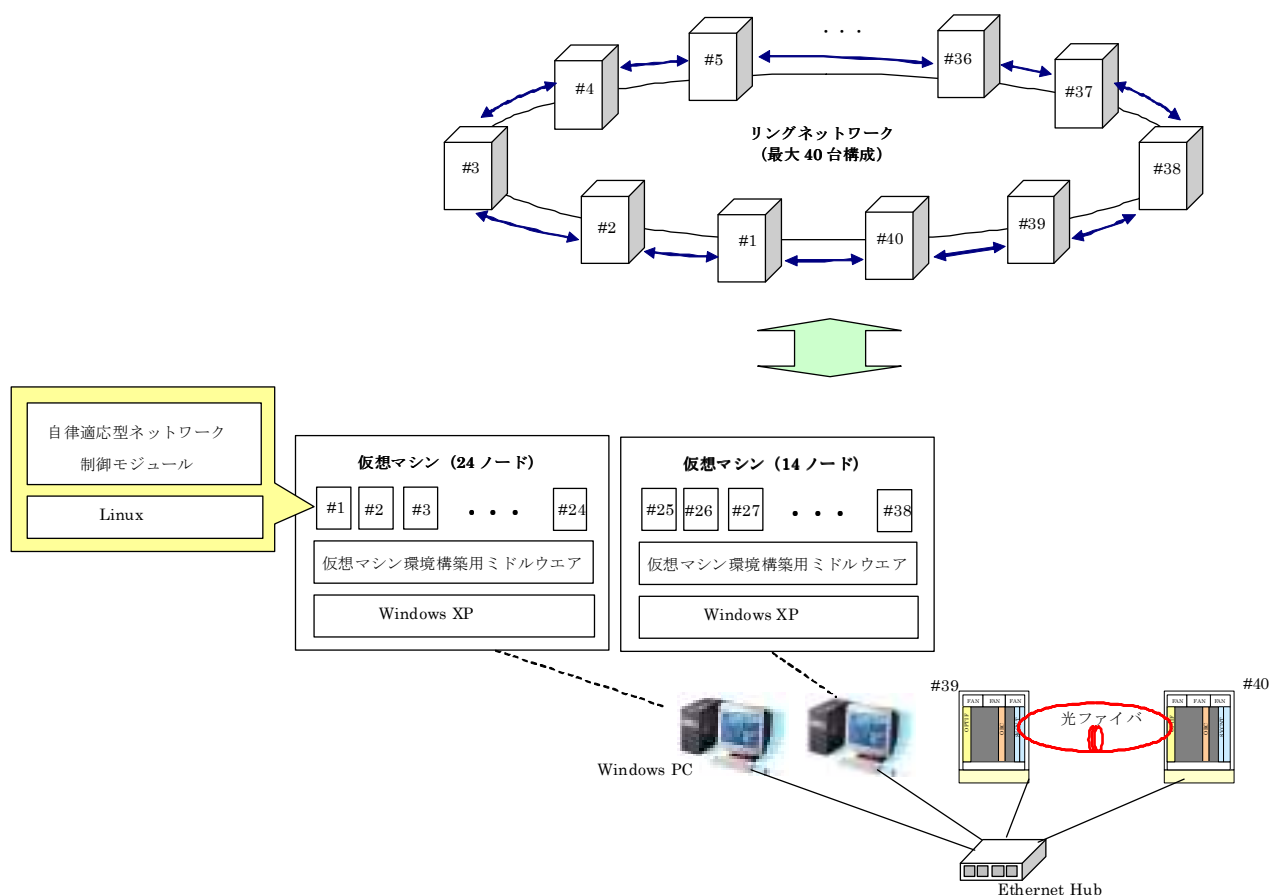 . . .
#5
#36
#4
#37
リングネットワーク
(最大 40 台構成)
#3
#38
#2
#39
#1
#40
自律適応型ネットワーク
制御モジュール
Linux
仮想マシン(24 ノード)
#1
#2
#3
・・・
#24
仮想マシン環境構築用ミドルウエア
Windows XP
仮想マシン(14 ノード)
#25
#26
#27
・・・
#38
仮想マシン環境構築用ミドルウエア
Windows XP
#39
FAN
FAN
FAN
光ファイバ
#40
FAN
FAN
FAN
Windows PC
Ethernet Hub